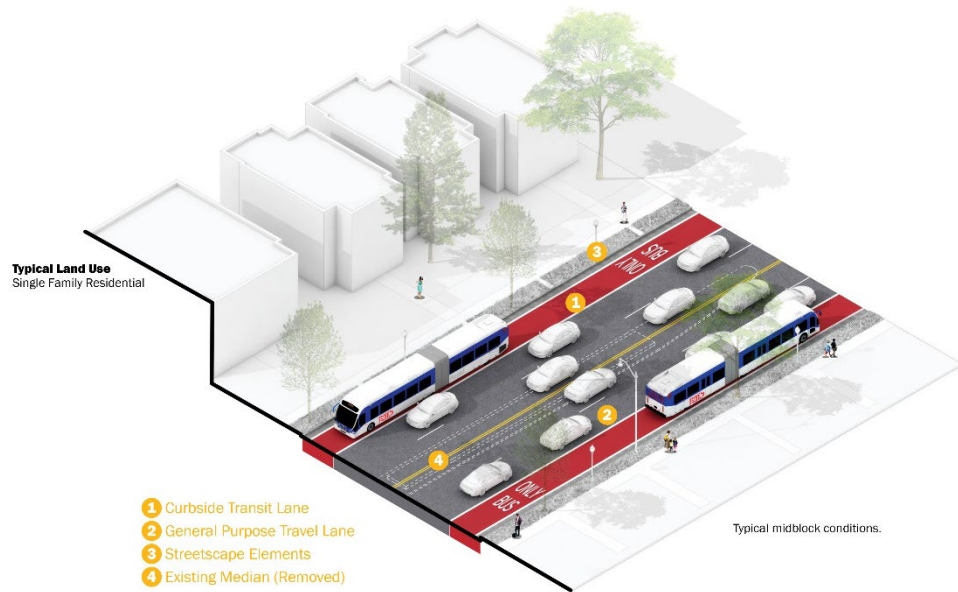 Typical Land Use
Single Family Residential
3
BUS
ONLY
1
2
4
ONLY
BUS
1 Curbside Transit Lane
2 General Purpose Travel Lane
3 Streetscape Elements
4 Existing Median (Removed)
Typical midblock conditions.